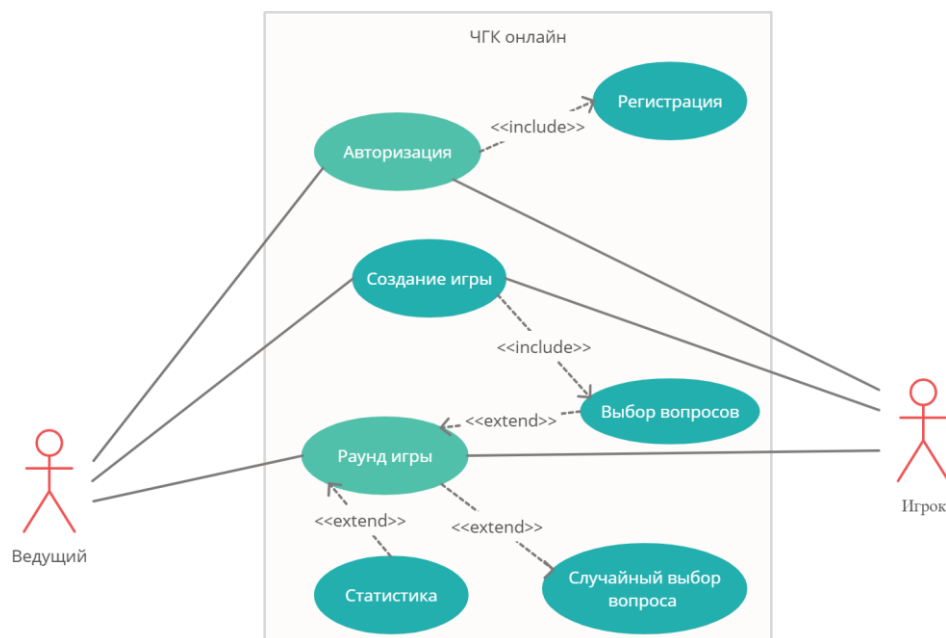 ЧГК онлайн
Регистрация
<<include>>
Авторизация
Создание игры
<<include>>
Выбор вопросов
<<extend>>
Раунд игры
Игрок
<<extend>>
<<extend>>
Ведущий
Случайный выбор
вопроса
Статистика